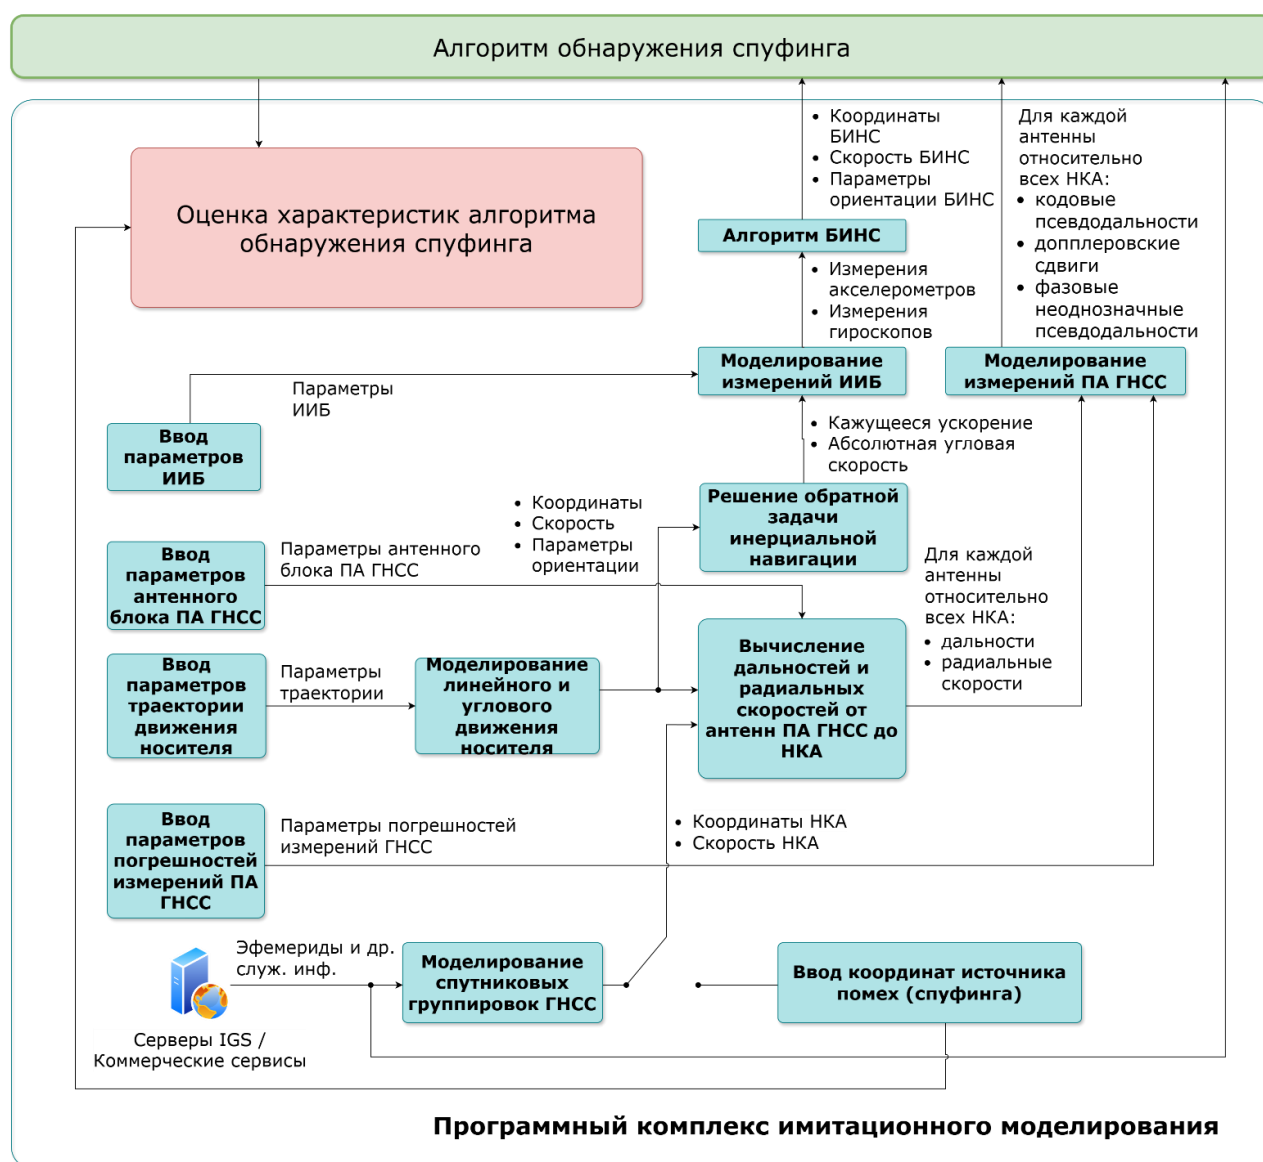 Алгоритм обнаружения спуфинга
Оценка характеристик алгоритма
обнаружения спуфинга
• Координаты
БИНС
• Скорость БИНС
• Параметры
ориентации БИНС
Для каждой
антенны
относительно
всех НКА:
• кодовые
псевдодальности
• допплеровские
сдвиги
• фазовые
неоднозначные
псевдодальности
Алгоритм БИНС
• Измерения
акселерометров
• Измерения
гироскопов
Моделирование
измерений ИИБ
Моделирование
измерений ПА ГНСС
Параметры
ИИБ
Ввод
параметров
ИИБ
• Кажущееся ускорение
• Абсолютная угловая
скорость
• Координаты
• Скорость
• Параметры
ориентации
Решение обратной
задачи
инерциальной
навигации
Ввод
параметров
антенного
блока ПА ГНСС
Параметры антенного
блока ПА ГНСС
Для каждой
антенны
относительно
всех НКА:
• дальности
• радиальные
скорости
Ввод
параметров
траектории
движения
носителя
Параметры
траектории
Моделирование
линейного и
углового
движения
носителя
Вычисление
дальностей и
радиальных
скоростей от
антенн ПА ГНСС до
НКА
Ввод
параметров
погрешностей
измерений ПА
ГНСС
Параметры погрешностей
измерений ГНСС
• Координаты НКА
• Скорость НКА
Эфемериды и др.
служ. инф.
Серверы IGS /
Коммерческие сервисы
Моделирование
спутниковых
группировок ГНСС
Ввод координат источника
помех (спуфинга)
Программный комплекс имитационного моделирования